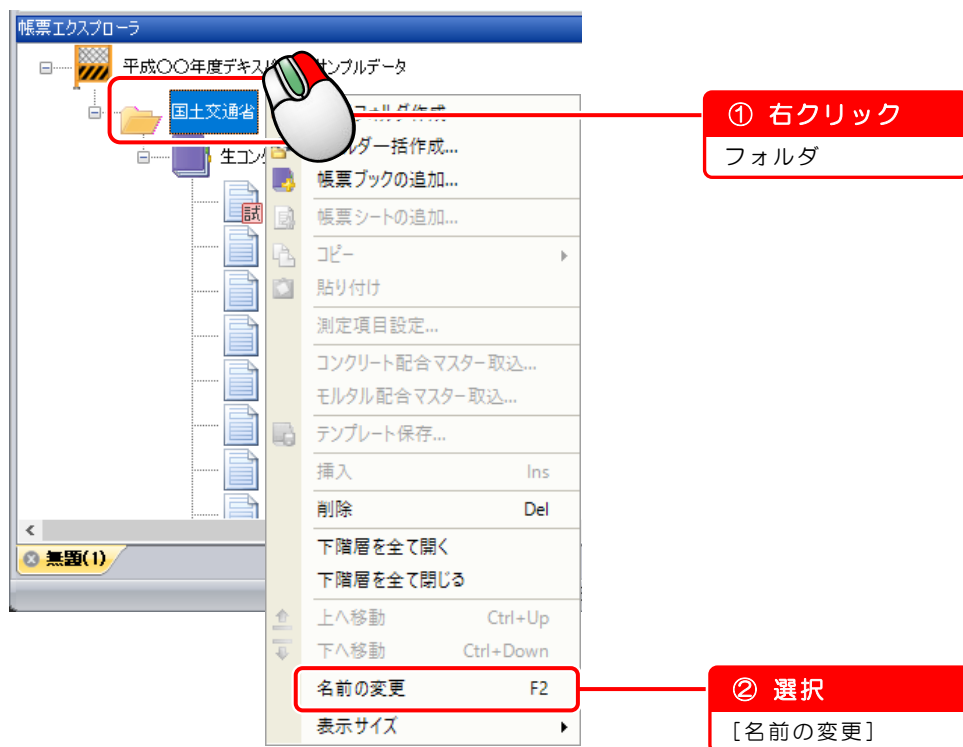 帳票エクスプローラ
平成〇〇年度デキス
ンプルデータ
国土交通省
① 右クリック
フォルダ
フォルダ作成
ルダ一括作成...
生コン
帳票ブックの追加...
試
帳票シートの追加...
コピー
貼り付け
測定項目設定...
コンクリート配合マスター取込...
モルタル配合マスター取込...
テンプレート保存...
挿入 Ins
削除 Del
下階層を全て開く
無題(1)
下階層を全て閉じる
上へ移動 Ctrl+Up
下へ移動 Ctrl+Down
名前の変更 F2
② 選択
[名前の変更]
表示サイズ